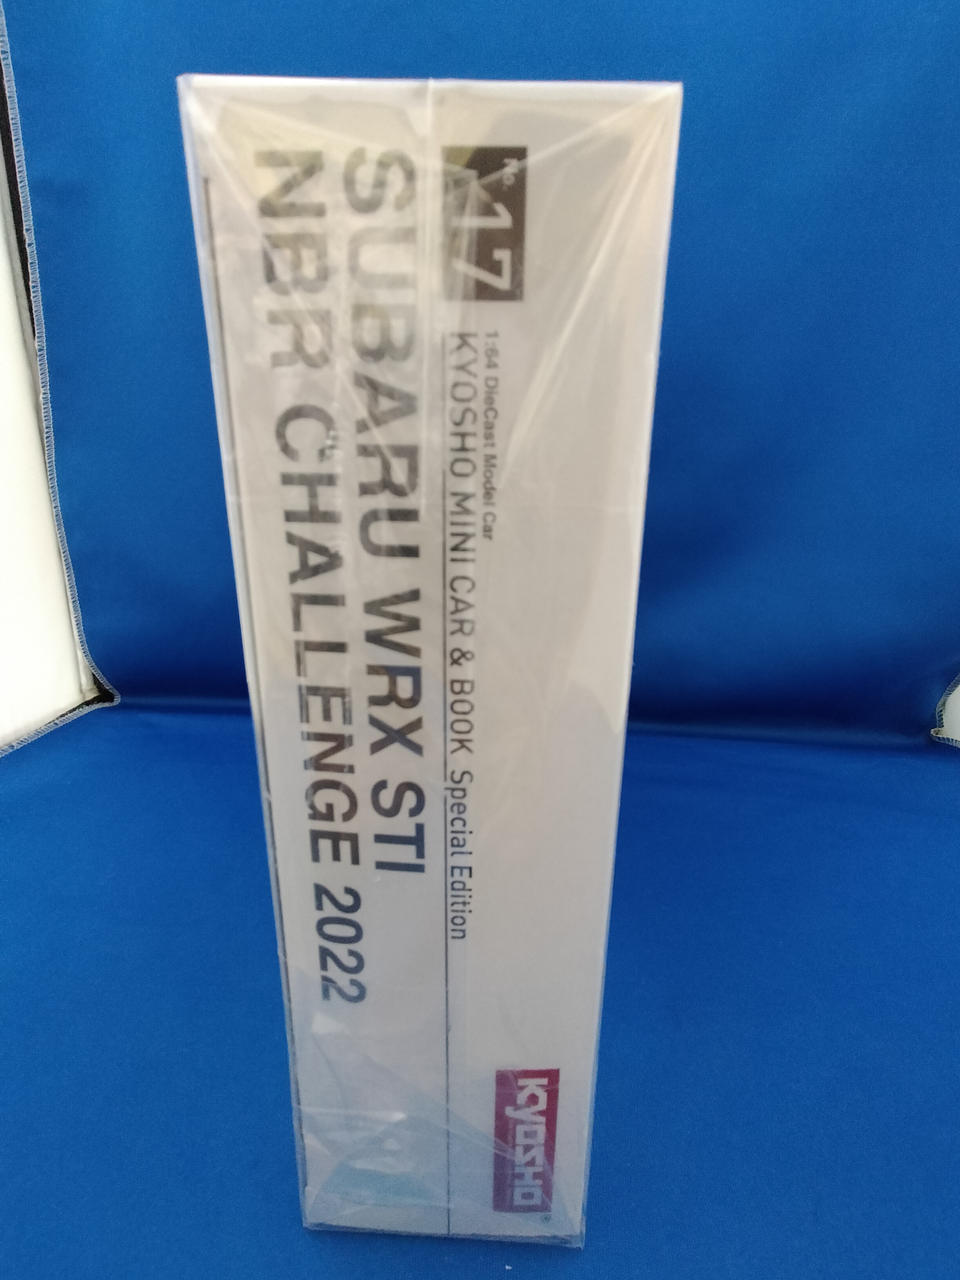 No.17
1:64 DieCast Model Car
KYOSHO MINI CAR & BOOK Special Edition
SUBARU WRX STI
NBR CHALLENGE 2022
KYOSHO®